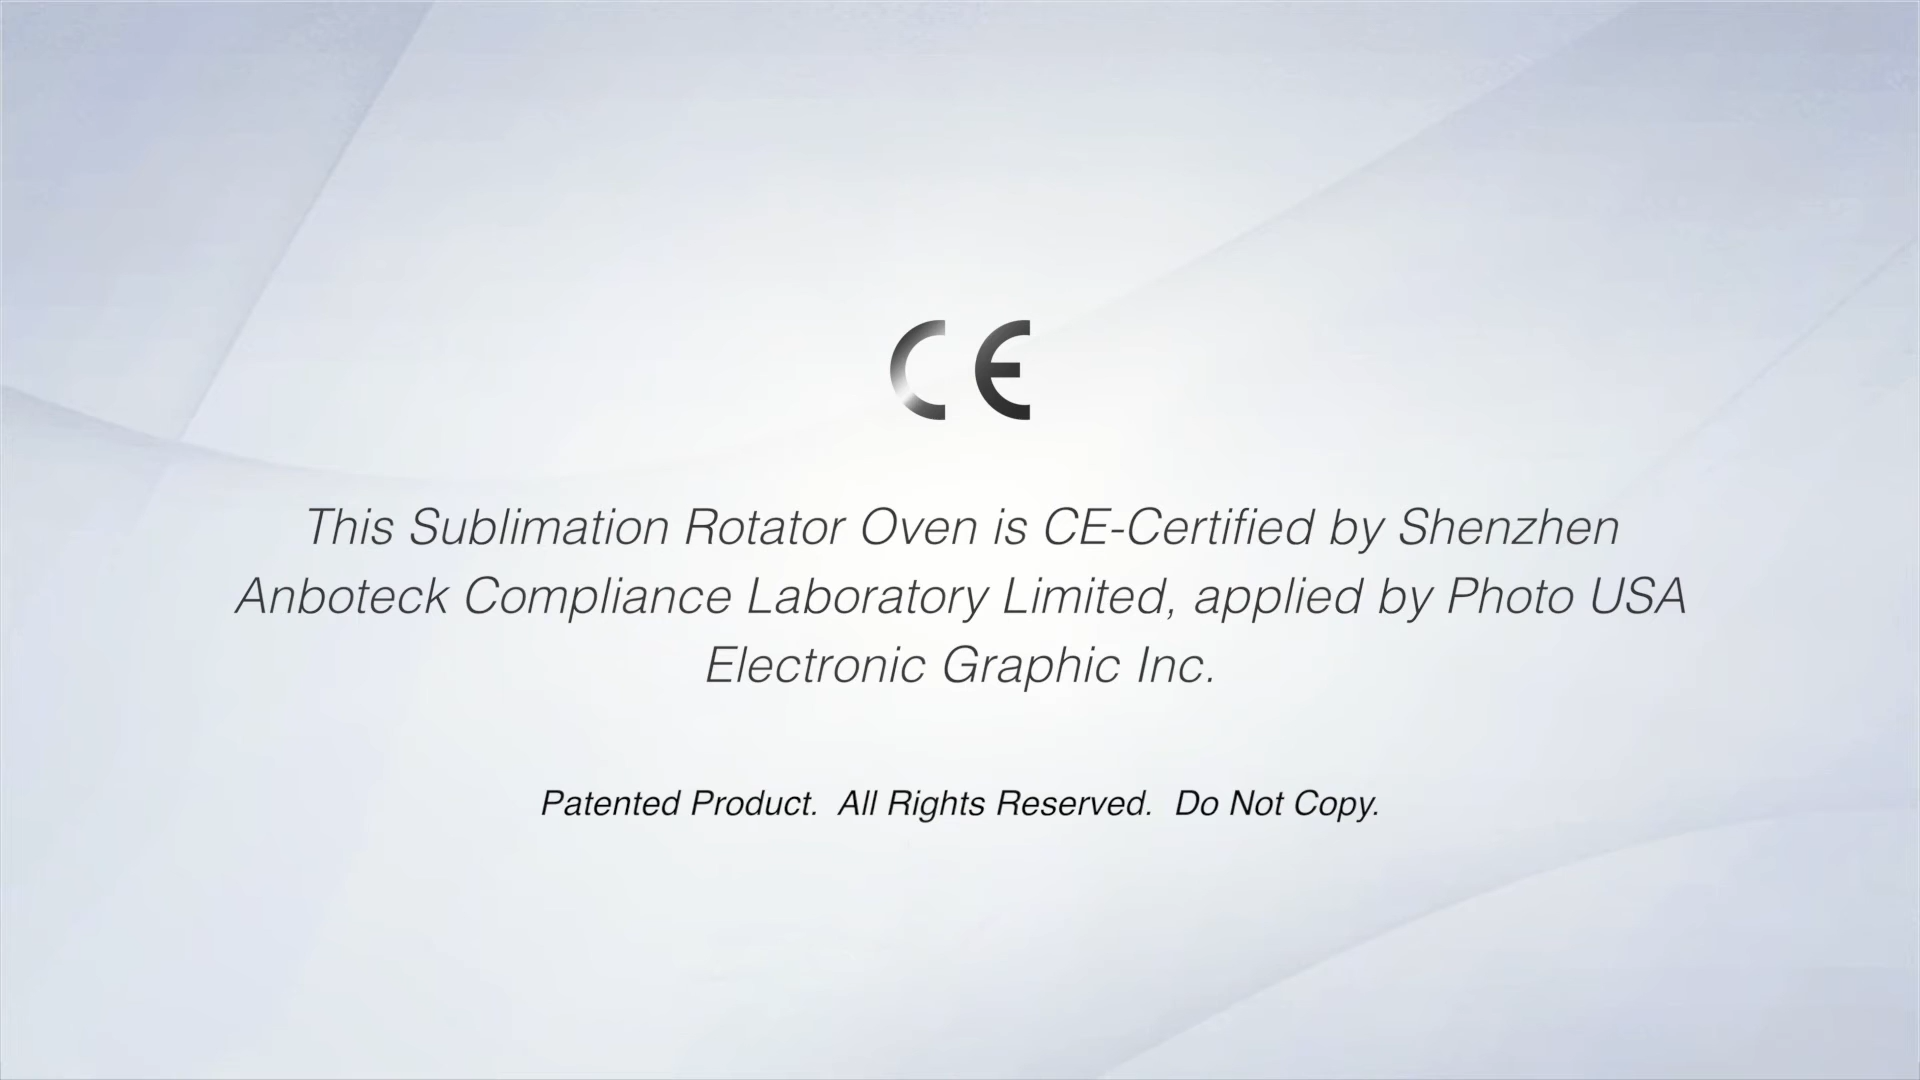 CE
This Sublimation Rotator Oven is CE-Certified by Shenzhen
Anboteck Compliance Laboratory Limited, applied by Photo USA
Electronic Graphic Inc.
Patented Product.  All Rights Reserved.  Do Not Copy.